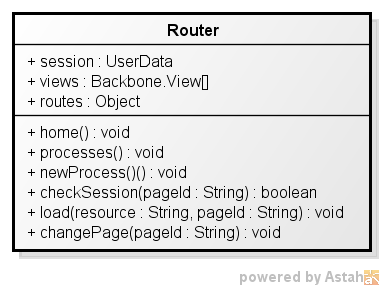 Router
+ session : UserData
+ views : Backbone.View[]
+ routes : Object
+ home() : void
+ processes() : void
+ newProcess()() : void
+ checkSession(pageId : String) : boolean
+ load(resource : String, pageId : String) : void
+ changePage(pageId : String) : void
powered by Astah